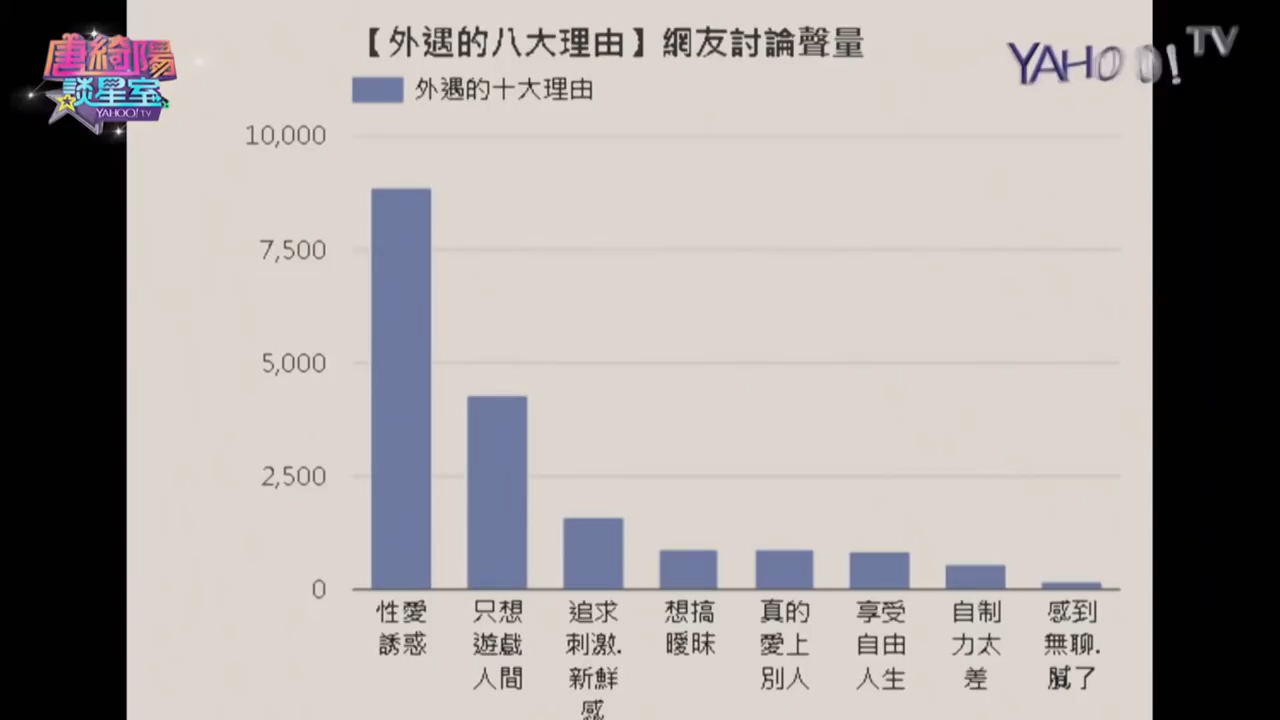 唐綺陽
談星室
YAHOO! TV
YAHOO! TV
【外遇的八大理由】網友討論聲量
外遇的十大理由
10,000
7,500
5,000
2,500
0
性愛
誘惑
只想
遊戲
人間
追求
刺激.
新鮮
感
想搞
曖昧
真的
愛上
別人
享受
自由
人生
自制
力太
差
感到
無聊.
膩了